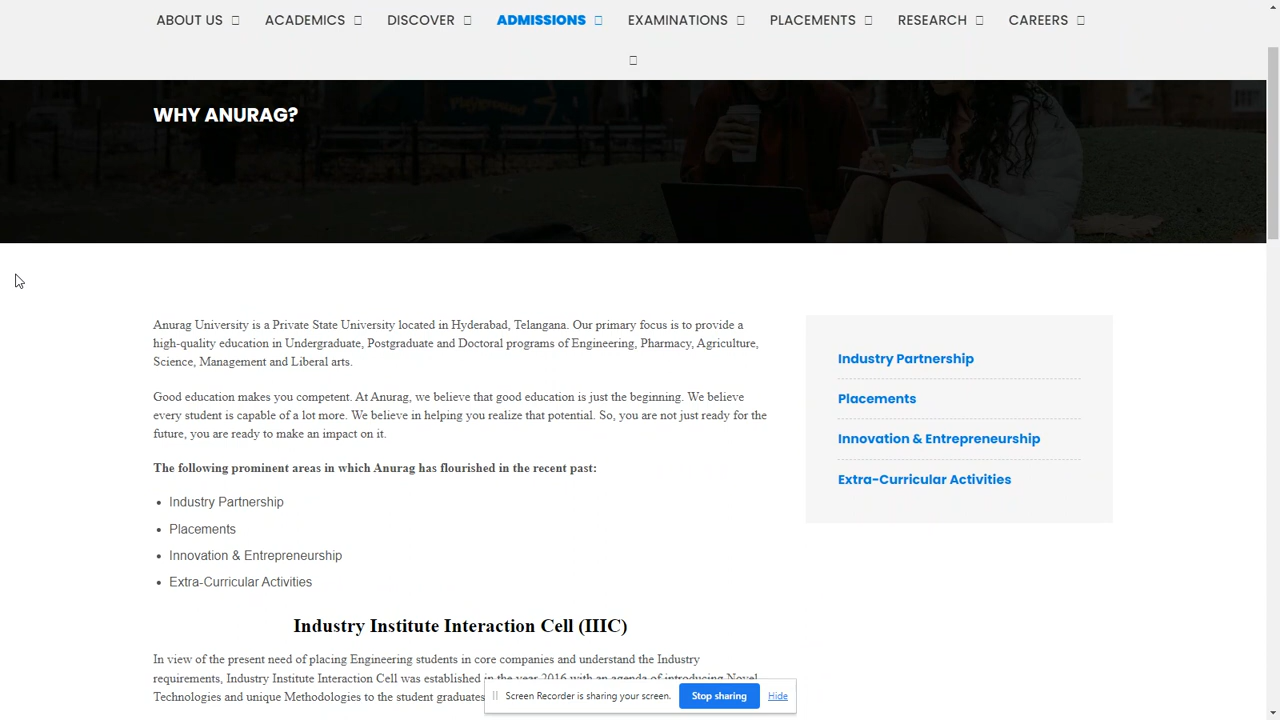 ABOUT US ACADEMICS DISCOVER ADMISSIONS EXAMINATIONS PLACEMENTS RESEARCH CAREERS
WHY ANURAG?
Anurag University is a Private State University located in Hyderabad, Telangana. Our primary focus is to provide a
high-quality education in Undergraduate, Postgraduate and Doctoral programs of Engineering, Pharmacy, Agriculture,
Science, Management and Liberal arts.
Good education makes you competent. At Anurag, we believe that good education is just the beginning. We believe
every student is capable of a lot more. We believe in helping you realize that potential. So, you are not just ready for the
future, you are ready to make an impact on it.
The following prominent areas in which Anurag has flourished in the recent past:
• Industry Partnership
• Placements
• Innovation & Entrepreneurship
• Extra-Curricular Activities
Industry Institute Interaction Cell (IIIC)
In view of the present need of placing Engineering students in core companies and understand the Industry
requirements, Industry Institute Interaction Cell was established in the year 2016 with an agenda of introducing Novel
Technologies and unique Methodologies to the student graduates
Industry Partnership
Placements
Innovation & Entrepreneurship
Extra-Curricular Activities
Screen Recorder is sharing your screen. Stop sharing Hide